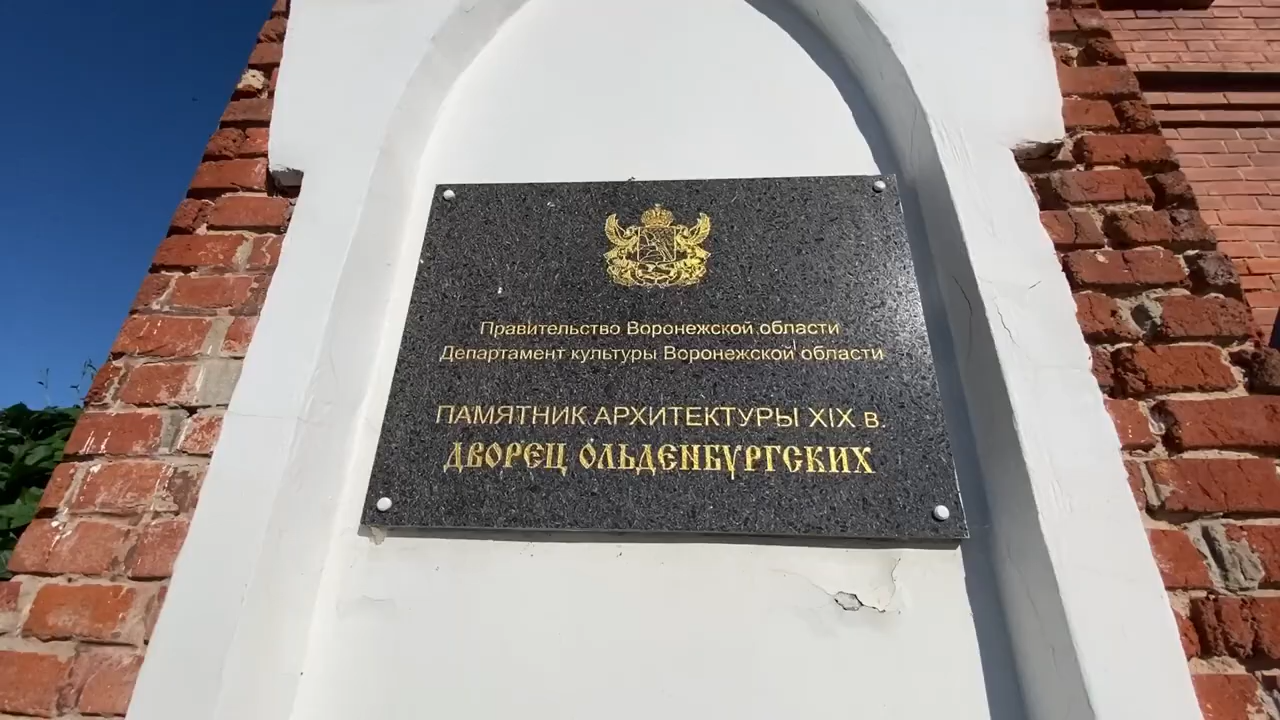 Правительство Воронежской области
Департамент культуры Воронежской области
ПАМЯТНИК АРХИТЕКТУРЫ XIX в.
ДВОРЕЦ ОЛЬДЕНБУРГСКИХ